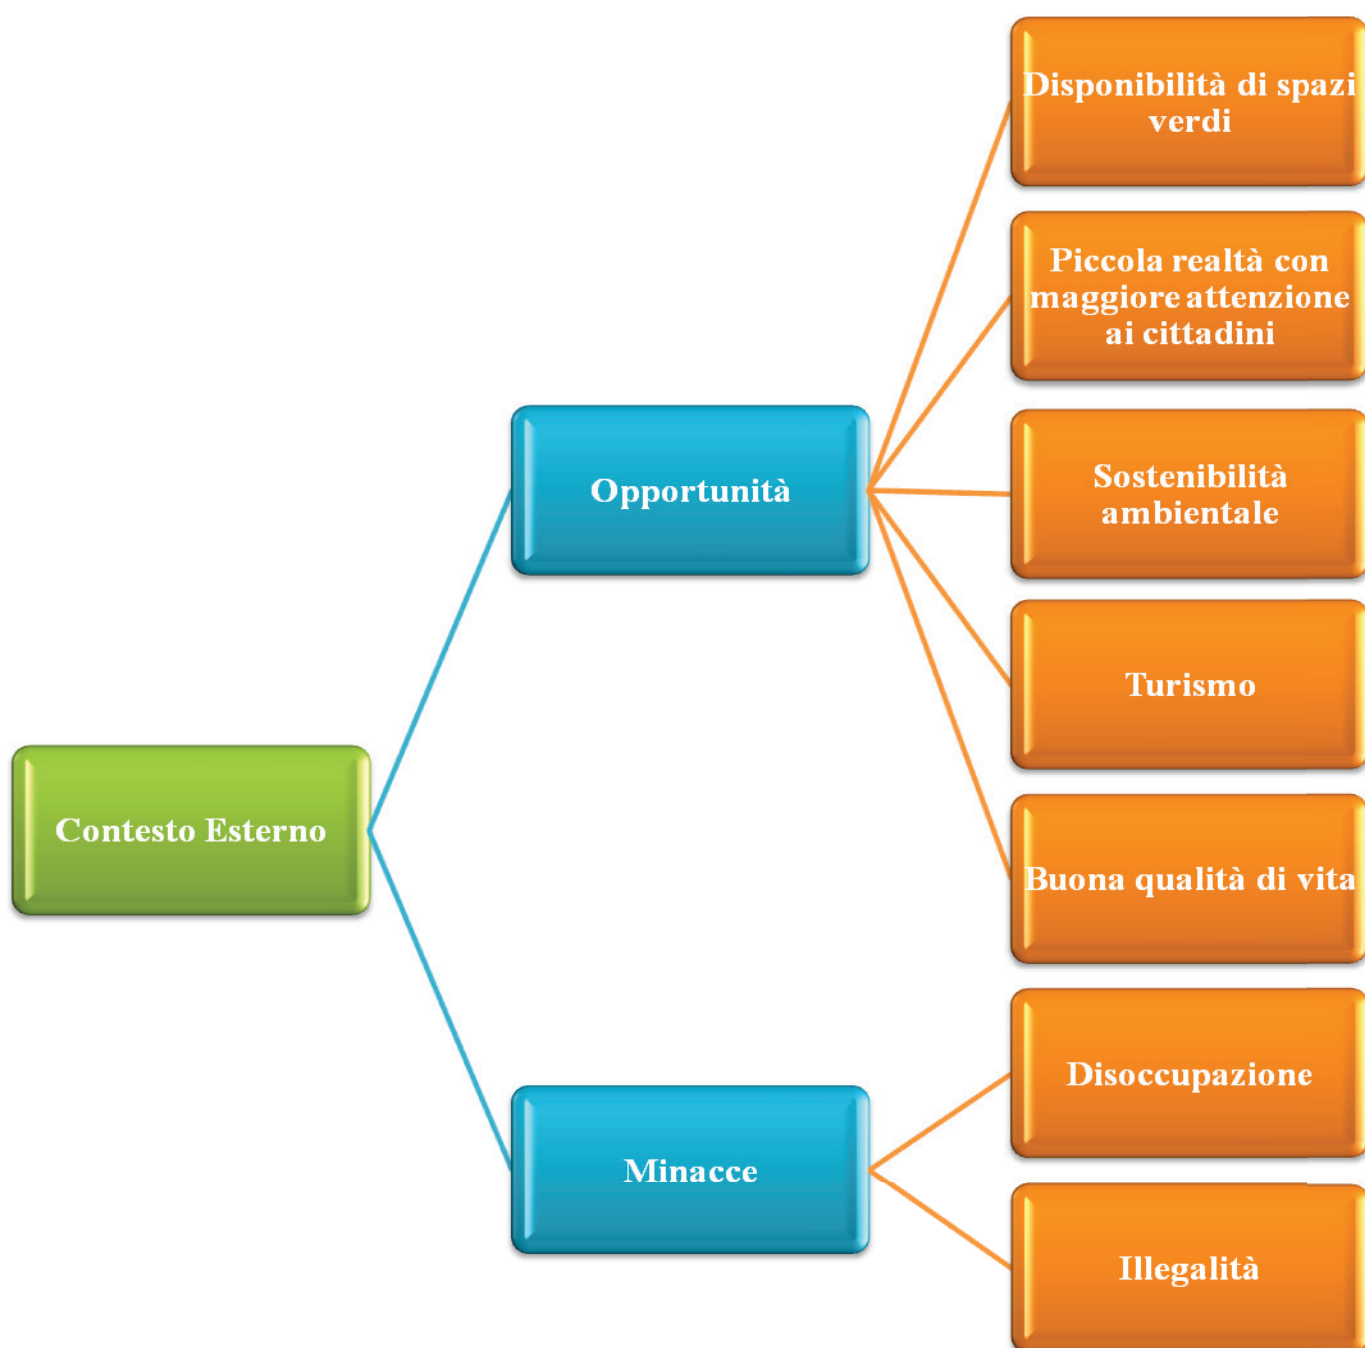 Disponibilità di spazi
verdi
Piccola realtà con
maggiore attenzione
ai cittadini
Opportunità
Sostenibilità
ambientale
Turismo
Contesto Esterno
Buona qualità di vita
Disoccupazione
Minacce
Illegalità